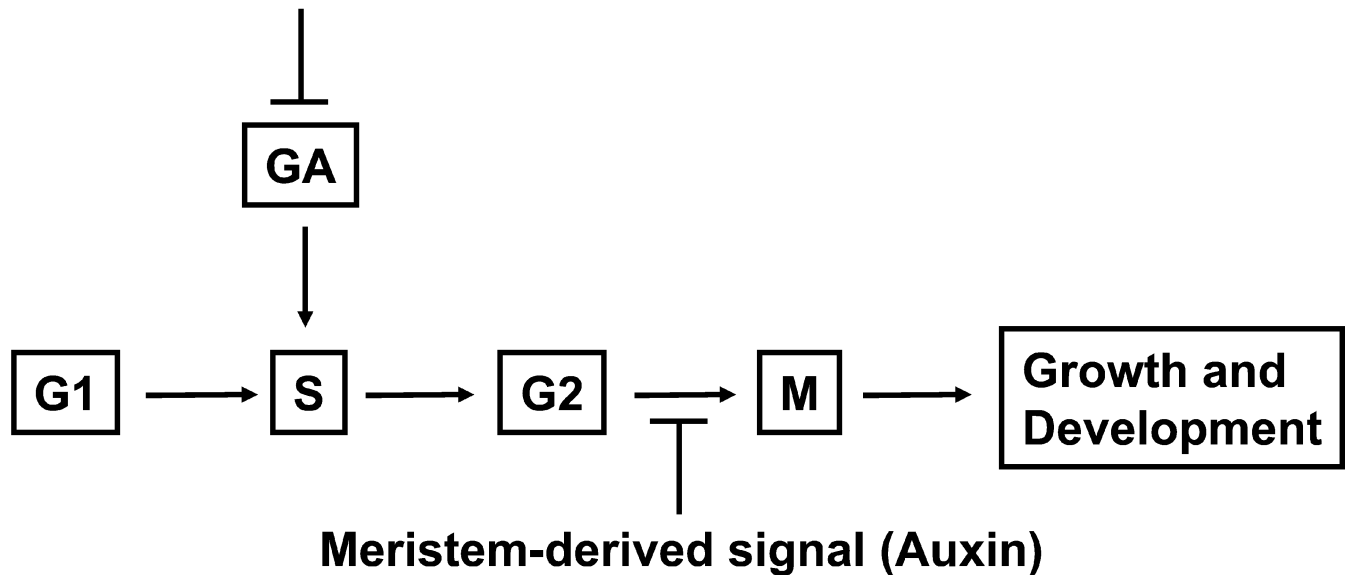 GA
G1
S
G2
M
Growth and
Development
Meristem-derived signal (Auxin)